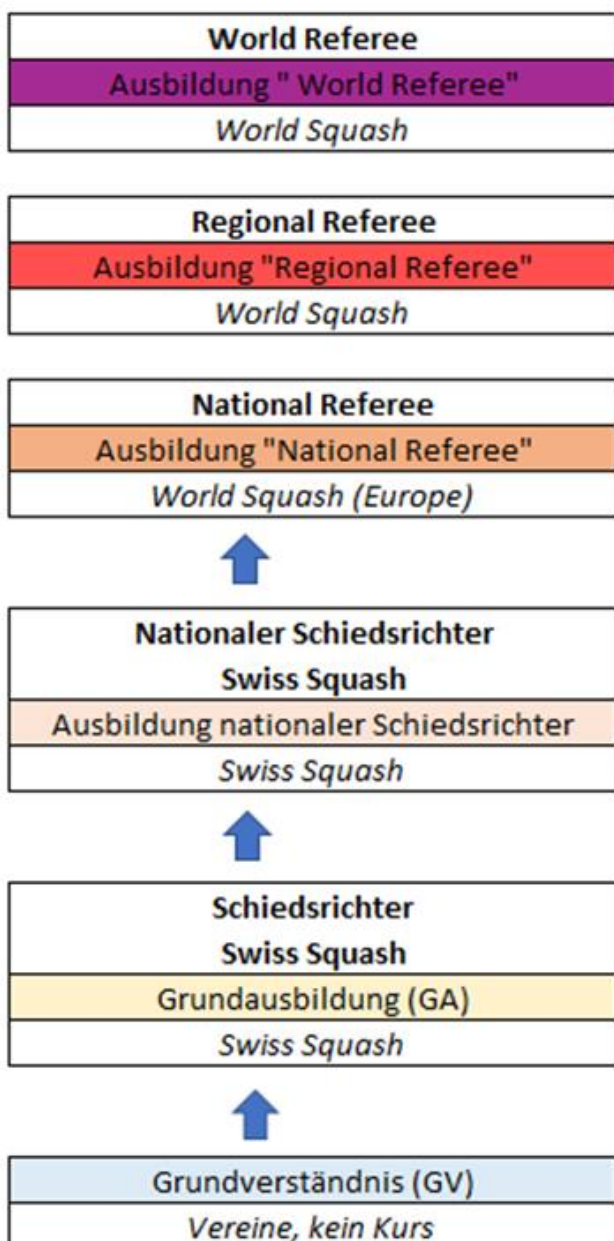 World Referee
Ausbildung " World Referee"
World Squash
Regional Referee
Ausbildung "Regional Referee"
World Squash
National Referee
Ausbildung "National Referee"
World Squash (Europe)
Nationaler Schiedsrichter
Swiss Squash
Ausbildung nationaler Schiedsrichter
Swiss Squash
Schiedsrichter
Swiss Squash
Grundausbildung (GA)
Swiss Squash
Grundverständnis (GV)
Vereine, kein Kurs